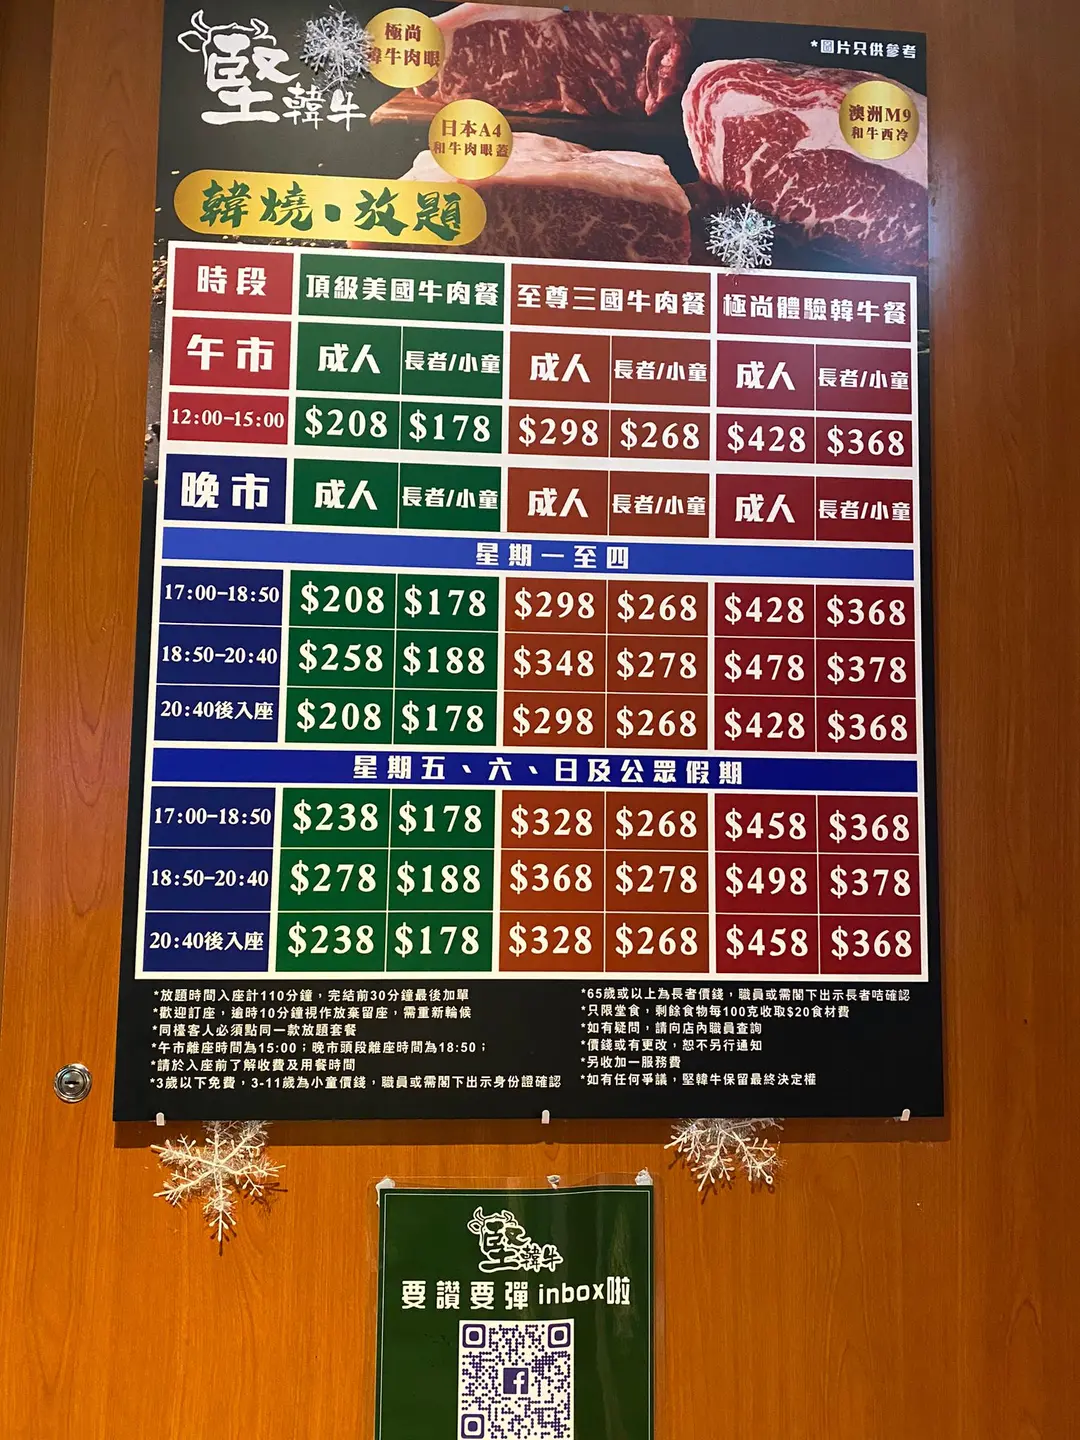 堅韓牛
極尚
韓牛肉眼
日本A4
和牛肉眼蓋
*圖片只供參考
澳洲M9
和牛西冷
韓燒·放題
時段 頂級美國牛肉餐 至尊三國牛肉餐 極尚體驗韓牛餐
午市 成人 長者/小童 成人 長者/小童 成人 長者/小童
12:00-15:00 $208 $178 $298 $268 $428 $368
晚市 成人 長者/小童 成人 長者/小童 成人 長者/小童
星期一至四
17:00-18:50 $208 $178 $298 $268 $428 $368
18:50-20:40 $258 $188 $348 $278 $478 $378
20:40後入座 $208 $178 $298 $268 $428 $368
星期五、六、日及公眾假期
17:00-18:50 $238 $178 $328 $268 $458 $368
18:50-20:40 $278 $188 $368 $278 $498 $378
20:40後入座 $238 $178 $328 $268 $458 $368
*放題時間入座計110分鐘，完結前30分鐘最後加單
*歡迎訂座，逾時10分鐘視作放棄留座，需重新輪候
*同檯客人必須點同一款放題套餐
*午市離座時間為15:00；晚市頭段離座時間為18:50；
*請於入座前了解收費及用餐時間
*3歲以下免費，3-11歲為小童價錢，職員或需閣下出示身份證確認
*65歲或以上為長者價錢，職員或需閣下出示長者咭確認
*只限堂食，剩餘食物每100克收取$20食材費
*如有疑問，請向店內職員查詢
*價錢或有更改，恕不另行通知
*另收加一服務費
*如有任何爭議，堅韓牛保留最終決定權
堅韓牛
要讚要彈inbox啦